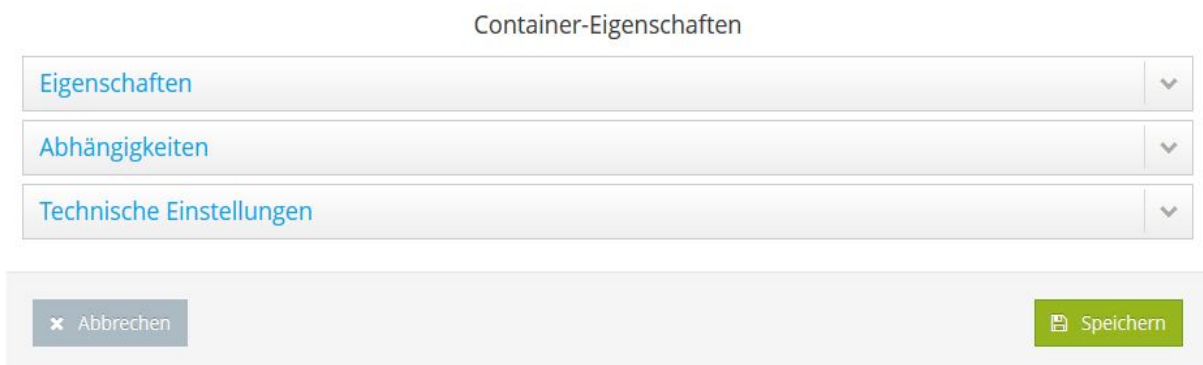 Container-Eigenschaften
Eigenschaften
Abhängigkeiten
Technische Einstellungen
Abbrechen
Speichern